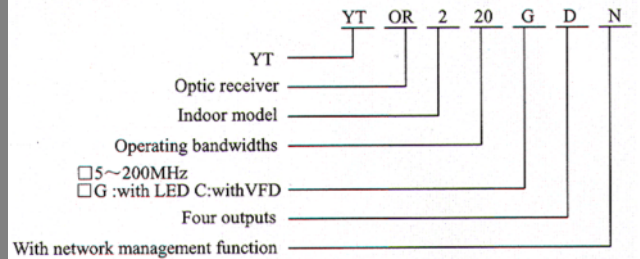 YT OR 2 20 G D N
YT
Optic receiver
Indoor model
Operating bandwidths
□5～200MHz
□G :with LED C:withVFD
Four outputs
With network management function